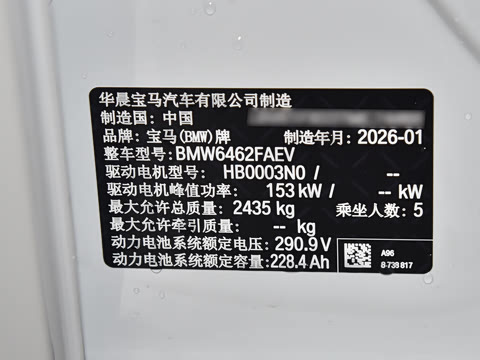 华晨宝马汽车有限公司制造
制造国: 中国
品牌: 宝马(BMW)牌 制造年月: 2026-01
整车型号: BMW6462FAEV
驱动电机型号: HB0003N0 / --
驱动电机峰值功率: 153 kW / -- kW
最大允许总质量: 2435 kg 乘坐人数: 5
最大允许牵引质量: -- kg
动力电池系统额定电压: 290.9 V
动力电池系统额定容量: 228.4 Ah
A96